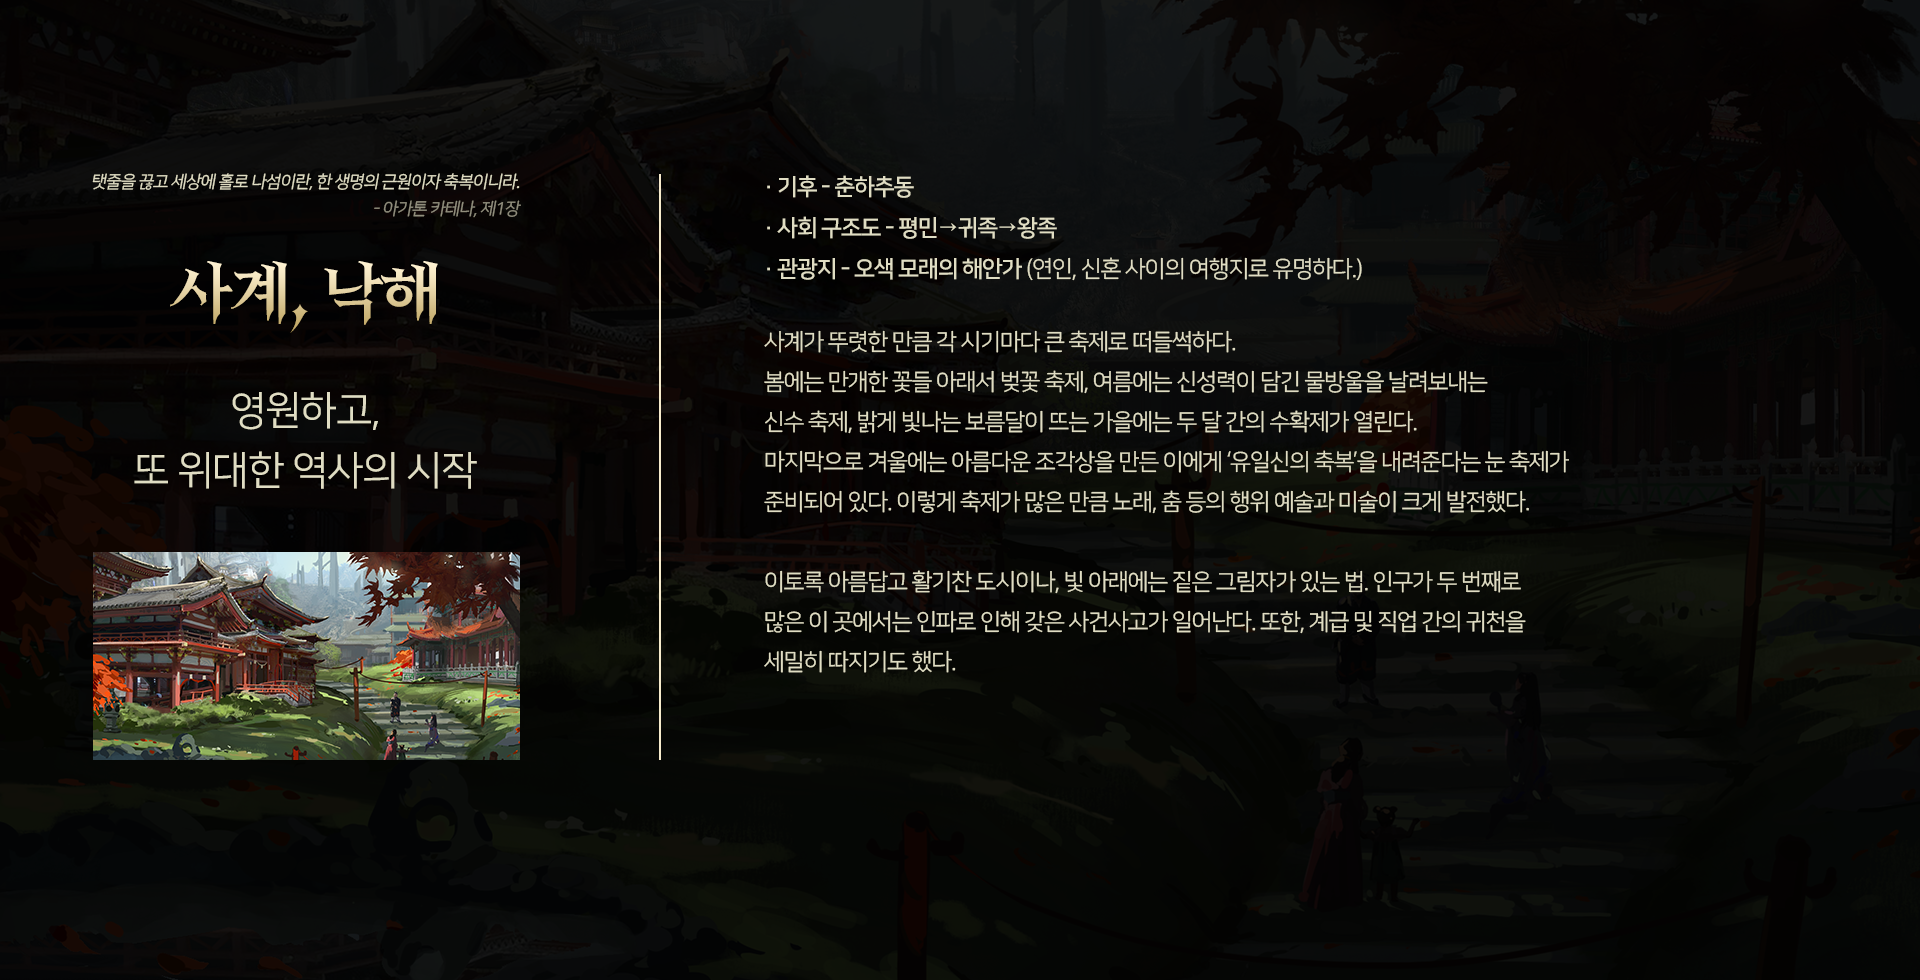 탯줄을 끊고 세상에 홀로 나섬이란, 한 생명의 근원이자 축복이니라.
- 아가톤 카테나, 제1장
사계, 낙해
영원하고,
또 위대한 역사의 시작
· 기후 - 춘하추동
· 사회 구조도 - 평민→귀족→왕족
· 관광지 - 오색 모래의 해안가 (연인, 신혼 사이의 여행지로 유명하다.)
사계가 뚜렷한 만큼 각 시기마다 큰 축제로 떠들썩하다.
봄에는 만개한 꽃들 아래서 벚꽃 축제, 여름에는 신성력이 담긴 물방울을 날려보내는
신수 축제, 밝게 빛나는 보름달이 뜨는 가을에는 두 달 간의 수확제가 열린다.
마지막으로 겨울에는 아름다운 조각상을 만든 이에게 ‘유일신의 축복’을 내려준다는 눈 축제가
준비되어 있다. 이렇게 축제가 많은 만큼 노래, 춤 등의 행위 예술과 미술이 크게 발전했다.
이토록 아름답고 활기찬 도시이나, 빛 아래에는 짙은 그림자가 있는 법. 인구가 두 번째로
많은 이 곳에서는 인파로 인해 갖은 사건사고가 일어난다. 또한, 계급 및 직업 간의 귀천을
세밀히 따지기도 했다.